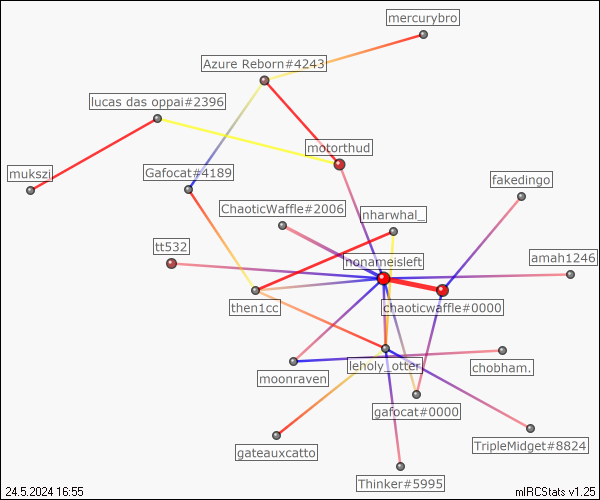 mercurybro
Azure Reborn#4243
lucas das oppai#2396
motorthud
mukszi
Gafocat#4189
fakedingo
ChaoticWaffle#2006
nharwhal_
tt532
nonameisleft
amah1246
then1cc
chaoticwaffle#0000
leholy_otter
chobham.
moonraven
gafocat#0000
gateauxcatto
TripleMidget#8824
Thinker#5995
24.5.2024 16:55
mIRCStats v1.25